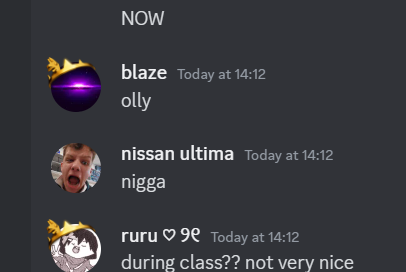 NOW
blaze Today at 14:12
olly
nissan ultima Today at 14:12
nigga
ruru ♡ ୨୧ Today at 14:12
during class?? not very nice